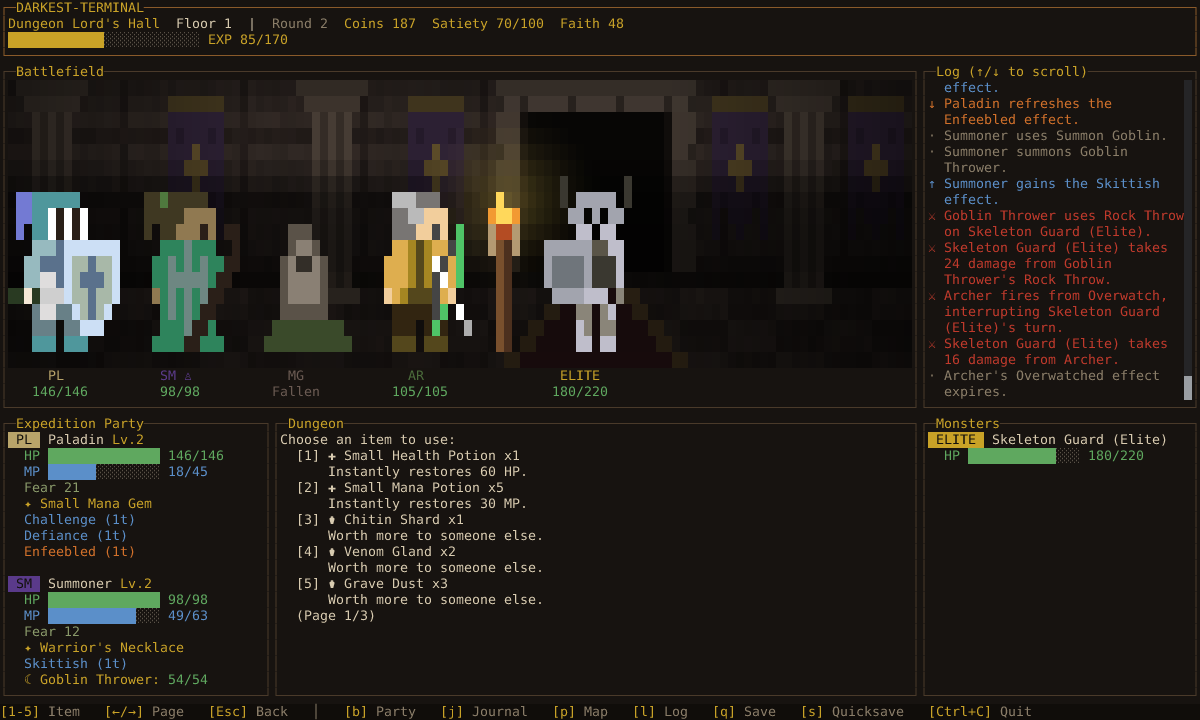 DARKEST-TERMINAL
Dungeon Lord's Hall  Floor 1  |  Round 2  Coins 187  Satiety 70/100  Faith 48
EXP 85/170
Battlefield
PL  SM ♙  MG  AR  ELITE
146/146  98/98  Fallen  105/105  180/220
Log (↑/↓ to scroll)
effect.
↓ Paladin refreshes the
Enfeebled effect.
· Summoner uses Summon Goblin.
· Summoner summons Goblin
Thrower.
↑ Summoner gains the Skittish
effect.
⚔ Goblin Thrower uses Rock Throw
on Skeleton Guard (Elite).
⚔ Skeleton Guard (Elite) takes
24 damage from Goblin
Thrower's Rock Throw.
⚔ Archer fires from Overwatch,
interrupting Skeleton Guard
(Elite)'s turn.
⚔ Skeleton Guard (Elite) takes
16 damage from Archer.
· Archer's Overwatched effect
expires.
Expedition Party
PL Paladin Lv.2
HP 146/146
MP 18/45
Fear 21
✦ Small Mana Gem
Challenge (1t)
Defiance (1t)
Enfeebled (1t)
SM Summoner Lv.2
HP 98/98
MP 49/63
Fear 12
✦ Warrior's Necklace
Skittish (1t)
☾ Goblin Thrower: 54/54
Dungeon
Choose an item to use:
[1] ✚ Small Health Potion x1
Instantly restores 60 HP.
[2] ✚ Small Mana Potion x5
Instantly restores 30 MP.
[3] ⚱ Chitin Shard x1
Worth more to someone else.
[4] ⚱ Venom Gland x2
Worth more to someone else.
[5] ⚱ Grave Dust x3
Worth more to someone else.
(Page 1/3)
Monsters
ELITE Skeleton Guard (Elite)
HP 180/220
[1-5] Item  [←/→] Page  [Esc] Back  │  [b] Party  [j] Journal  [p] Map  [l] Log  [q] Save  [s] Quicksave  [Ctrl+C] Quit